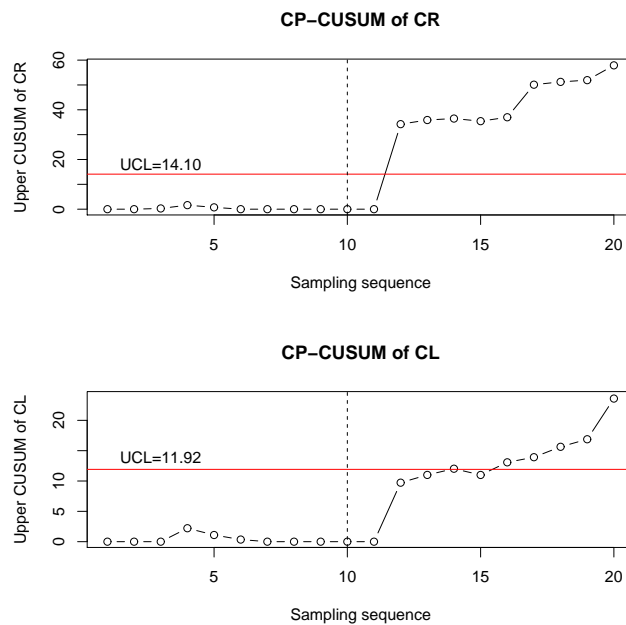 CP−CUSUM of CR
Upper CUSUM of CR
60
40
20
0
UCL=14.10
5 10 15 20
Sampling sequence
CP−CUSUM of CL
Upper CUSUM of CL
20
10
5
0
UCL=11.92
5 10 15 20
Sampling sequence